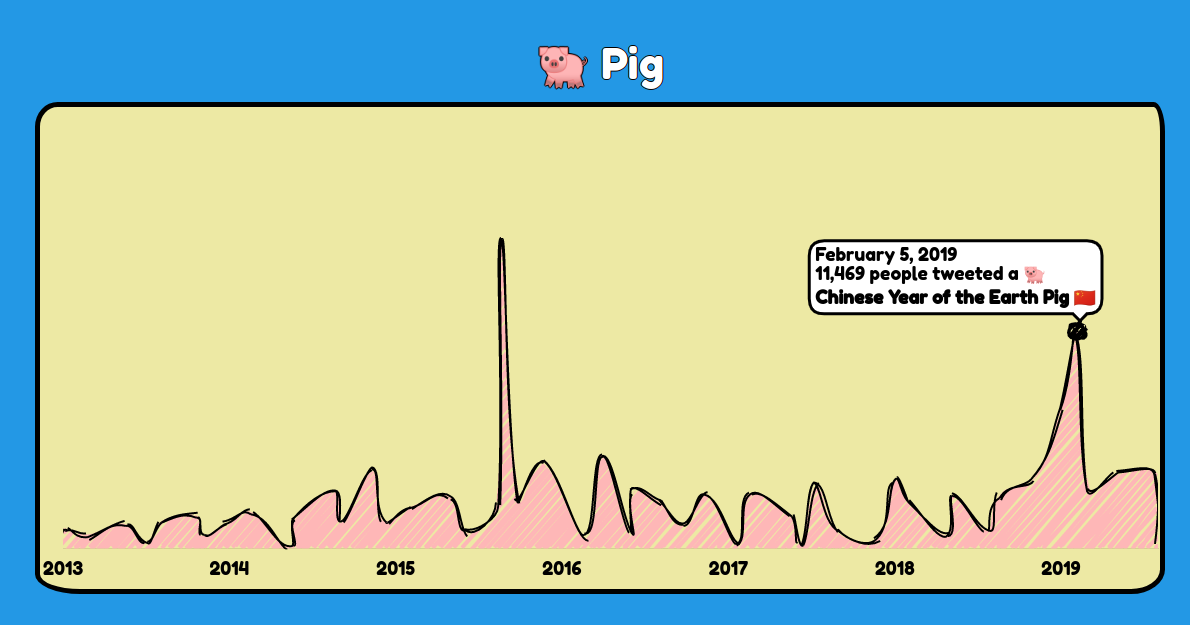 Pig
February 5, 2019
11,469 people tweeted a 🐖
Chinese Year of the Earth Pig 🇨🇳
2013 2014 2015 2016 2017 2018 2019